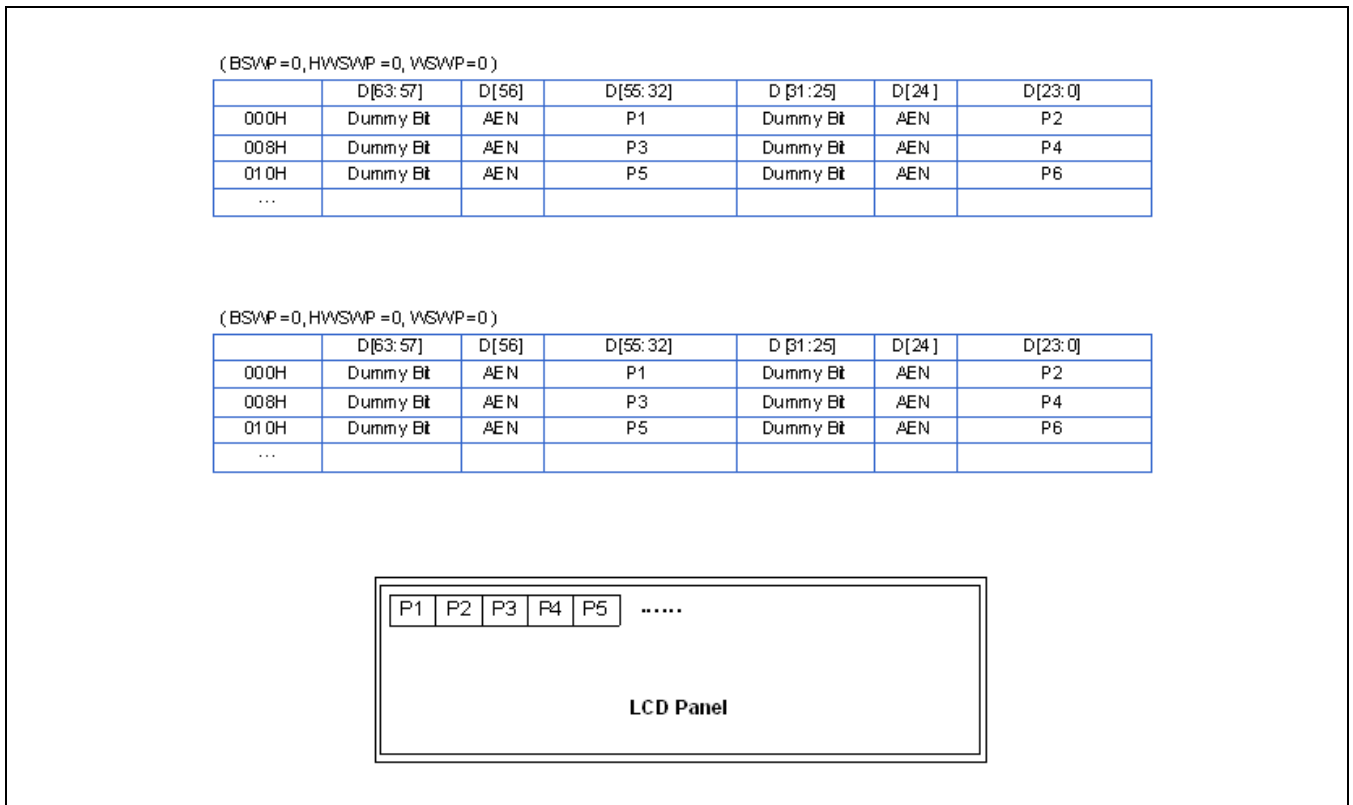 ( BSWP =0, HWSWP =0, WSWP=0 )
D[63:57] D[56] D[55:32] D [31:25] D[24 ] D[23:0]
000H Dummy Bit AEN P1 Dummy Bit AEN P2
008H Dummy Bit AEN P3 Dummy Bit AEN P4
010H Dummy Bit AEN P5 Dummy Bit AEN P6
...
( BSWP =0, HWSWP =0, WSWP=0 )
D[63:57] D[56] D[55:32] D [31:25] D[24 ] D[23:0]
000H Dummy Bit AEN P1 Dummy Bit AEN P2
008H Dummy Bit AEN P3 Dummy Bit AEN P4
010H Dummy Bit AEN P5 Dummy Bit AEN P6
...
P1 P2 P3 P4 P5 ......
LCD Panel